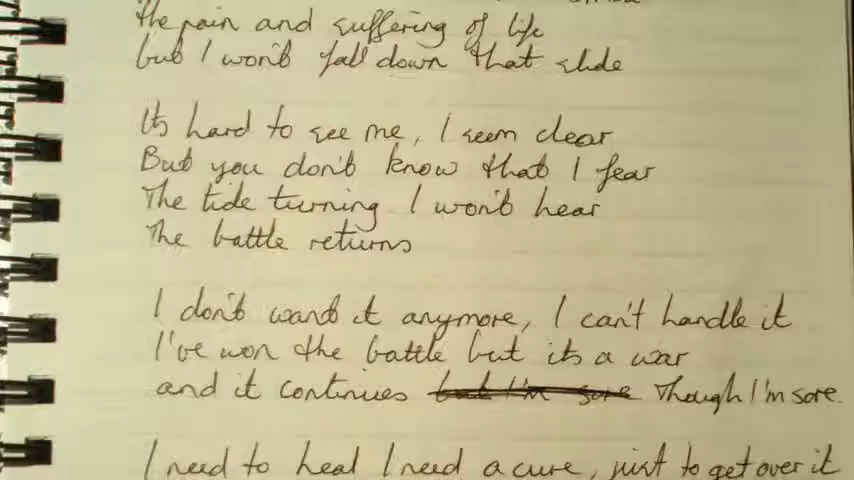 the pain and suffering of life
but I won't fall down that slide
Its hard to see me, I seem clear
But you don't know that I fear
The tide turning I won't hear
The battle returns
I don't want it anymore, I can't handle it
I've won the battle but its a war
and it continues but I'm sore Though I'm sore.
I need to heal I need a cure, just to get over it